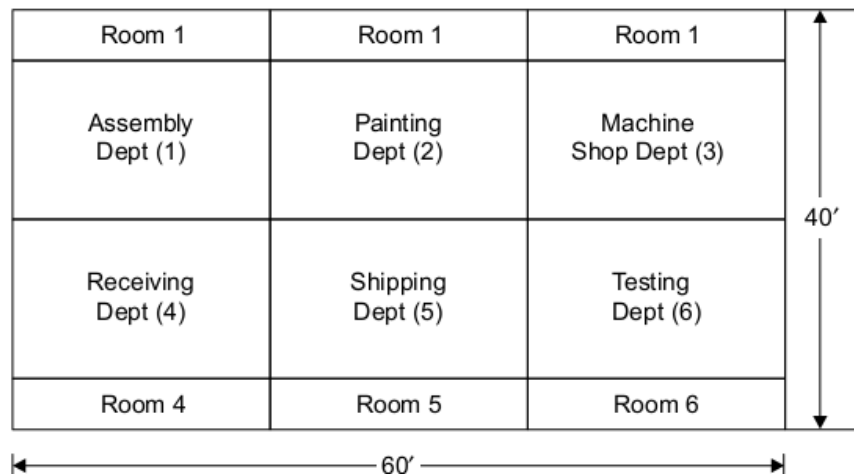 Room 1 Room 1 Room 1
Assembly Painting Machine
Dept (1) Dept (2) Shop Dept (3)
40′
Receiving Shipping Testing
Dept (4) Dept (5) Dept (6)
Room 4 Room 5 Room 6
60′